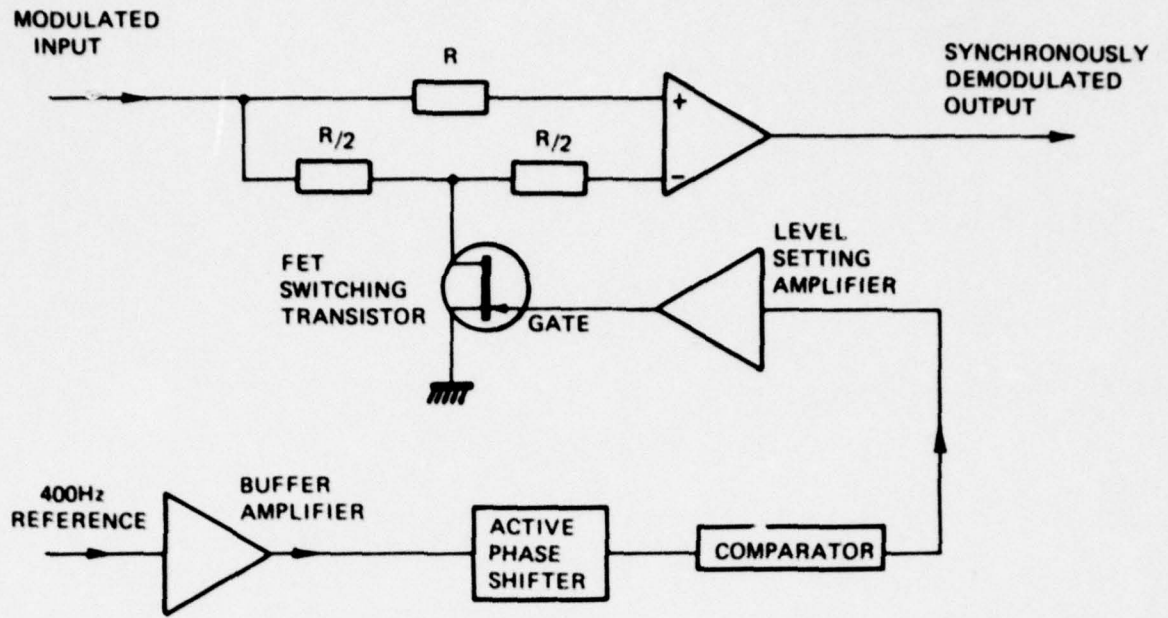 MODULATED
INPUT
R
SYNCHRONOUSLY
DEMODULATED
OUTPUT
+
R/2
R/2
-
LEVEL
SETTING
AMPLIFIER
FET
SWITCHING
TRANSISTOR
GATE
400Hz
REFERENCE
BUFFER
AMPLIFIER
ACTIVE
PHASE
SHIFTER
COMPARATOR